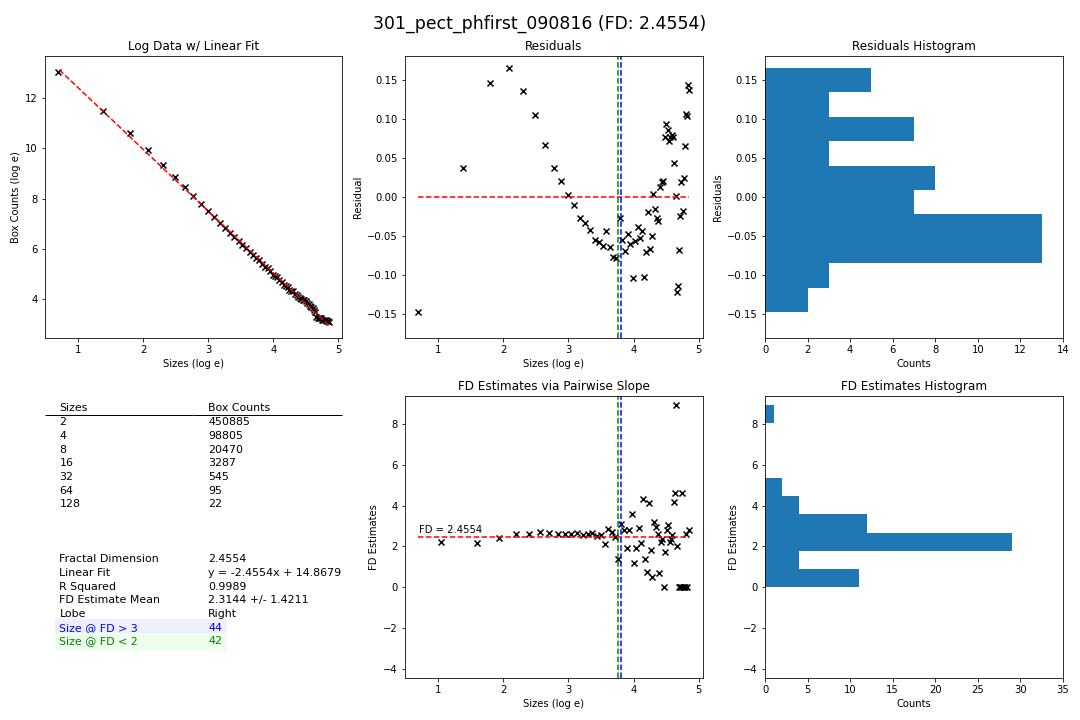 301_pect_phfirst_090816 (FD: 2.4554)
Log Data w/ Linear Fit
Box Counts (log e)
12
10
8
6
4
1 2 3 4 5
Sizes (log e)
Residuals
Residual
0.15
0.10
0.05
0.00
−0.05
−0.10
−0.15
1 2 3 4 5
Sizes (log e)
Residuals Histogram
Residuals
0.15
0.10
0.05
0.00
−0.05
−0.10
−0.15
0 2 4 6 8 10 12 14
Counts
Sizes Box Counts
2 450885
4 98805
8 20470
16 3287
32 545
64 95
128 22
Fractal Dimension 2.4554
Linear Fit y = -2.4554x + 14.8679
R Squared 0.9989
FD Estimate Mean 2.3144 +/- 1.4211
Lobe Right
Size @ FD > 3 44
Size @ FD < 2 42
FD Estimates via Pairwise Slope
FD Estimates
8
6
4
2
0
−2
−4
FD = 2.4554
1 2 3 4 5
Sizes (log e)
FD Estimates Histogram
FD Estimates
8
6
4
2
0
−2
−4
0 5 10 15 20 25 30 35
Counts